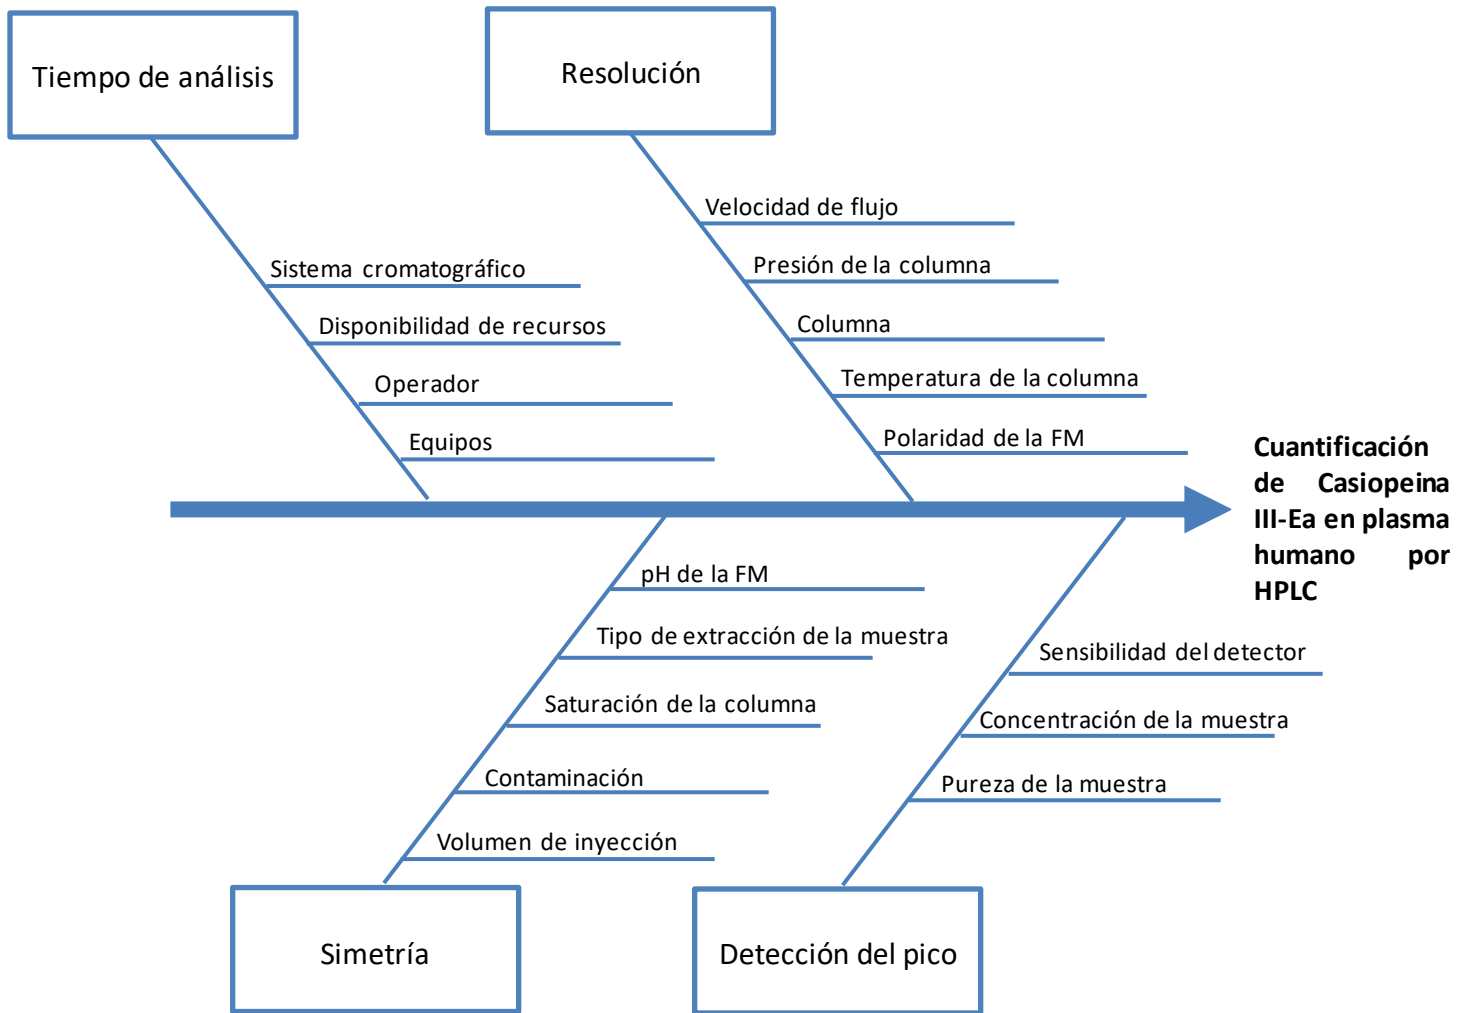 Tiempo de análisis
Resolución
Velocidad de flujo
Presión de la columna
Columna
Temperatura de la columna
Polaridad de la FM
Sistema cromatográfico
Disponibilidad de recursos
Operador
Equipos
Cuantificación
de Casiopeina
III-Ea en plasma
humano por
HPLC
pH de la FM
Tipo de extracción de la muestra
Saturación de la columna
Contaminación
Volumen de inyección
Sensibilidad del detector
Concentración de la muestra
Pureza de la muestra
Simetría
Detección del pico